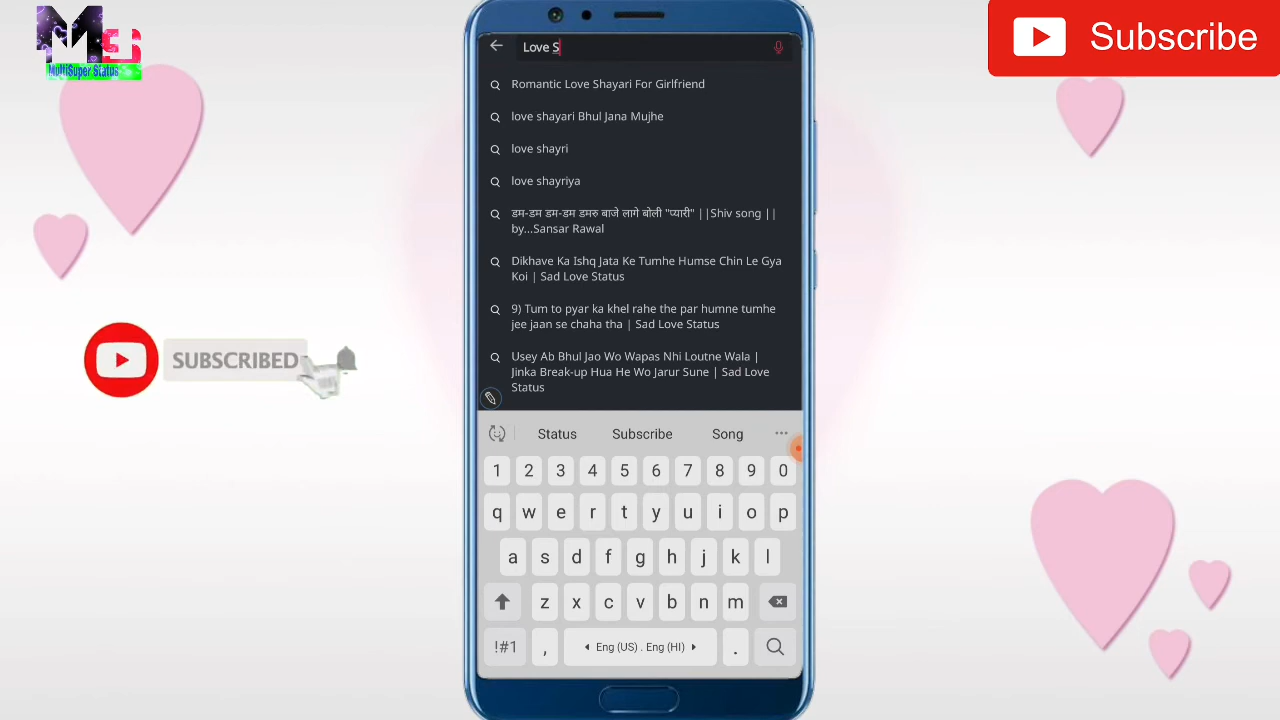 MS
MultiSuper Status
Subscribe
SUBSCRIBED
Love S
Romantic Love Shayari For Girlfriend
love shayari Bhul Jana Mujhe
love shayri
love shayriya
डम-डम डम-डम डमरु बाजे लागे बोली "प्यारी" ||Shiv song ||
by...Sansar Rawal
Dikhave Ka Ishq Jata Ke Tumhe Humse Chin Le Gya
Koi | Sad Love Status
9) Tum to pyar ka khel rahe the par humne tumhe
jee jaan se chaha tha | Sad Love Status
Usey Ab Bhul Jao Wo Wapas Nhi Loutne Wala |
Jinka Break-up Hua He Wo Jarur Sune | Sad Love
Status
Status Subscribe Song ...
1 2 3 4 5 6 7 8 9 0
q w e r t y u i o p
a s d f g h j k l
z x c v b n m
!#1 , Eng (US) . Eng (HI) .